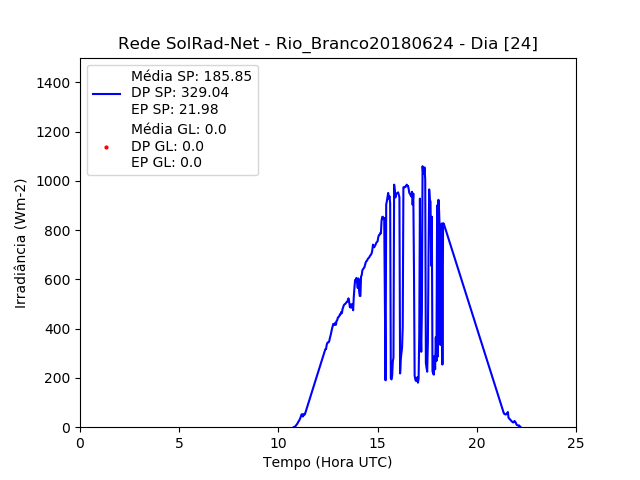 Rede SolRad-Net - Rio_Branco20180624 - Dia [24]
Média SP: 185.85
DP SP: 329.04
EP SP: 21.98
Média GL: 0.0
DP GL: 0.0
EP GL: 0.0
Irradiância (Wm-2)
1400
1200
1000
800
600
400
200
0
0 5 10 15 20 25
Tempo (Hora UTC)